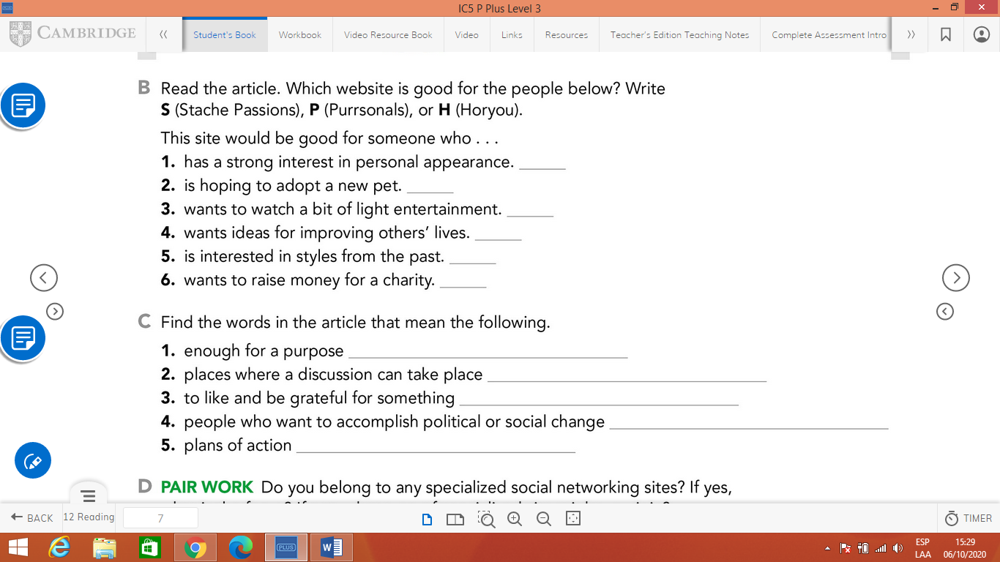 IC5 P Plus Level 3
CAMBRIDGE
Student's Book
Workbook
Video Resource Book
Video
Links
Resources
Teacher's Edition Teaching Notes
Complete Assessment Intro
B Read the article. Which website is good for the people below? Write
S (Stache Passions), P (Purrsonals), or H (Horyou).
This site would be good for someone who . . .
1. has a strong interest in personal appearance. ______
2. is hoping to adopt a new pet. ______
3. wants to watch a bit of light entertainment. ______
4. wants ideas for improving others' lives. ______
5. is interested in styles from the past. ______
6. wants to raise money for a charity. ______
C Find the words in the article that mean the following.
1. enough for a purpose ______
2. places where a discussion can take place ______
3. to like and be grateful for something ______
4. people who want to accomplish political or social change ______
5. plans of action ______
D PAIR WORK Do you belong to any specialized social networking sites? If yes,
BACK
12 Reading
7
TIMER
PLUS
ESP
LAA
15:29
06/10/2020